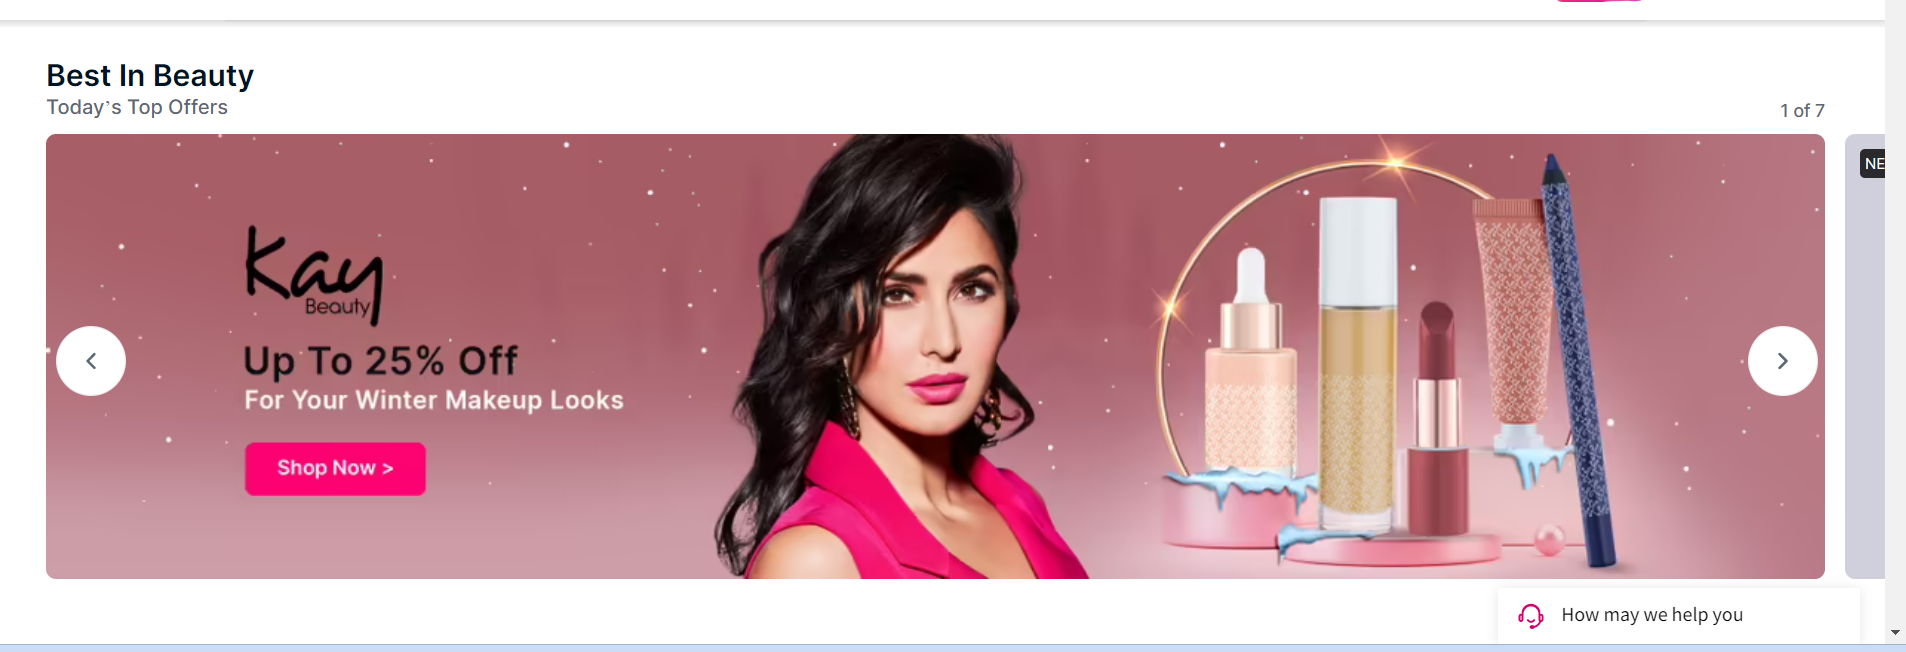 Best In Beauty
Today's Top Offers
1 of 7
NE
Kay
Beauty
Up To 25% Off
For Your Winter Makeup Looks
Shop Now >
How may we help you